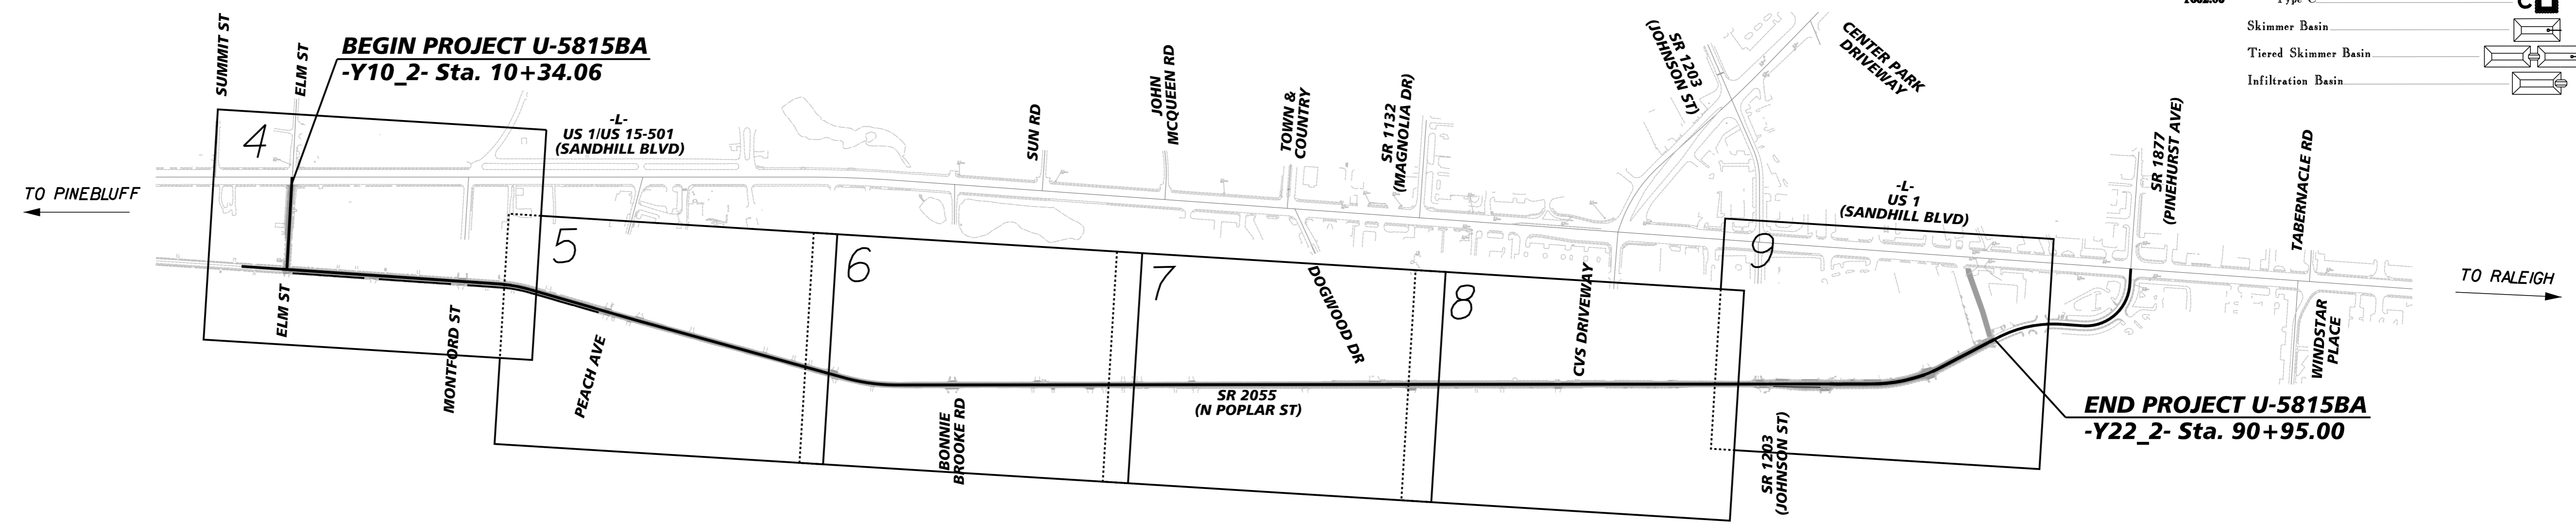 SUMMIT ST
ELM ST
BEGIN PROJECT U-5815BA
-Y10_2- Sta. 10+34.06
4
-L-
US 1/US 15-501
(SANDHILL BLVD)
SUN RD
JOHN
MCQUEEN RD
TOWN &
COUNTRY
SR 1132
(MAGNOLIA DR)
SR 1203
(JOHNSON ST)
CENTER PARK
DRIVEWAY
Type C
C
Skimmer Basin
Tiered Skimmer Basin
Infiltration Basin
SR 1877
(PINEHURST AVE)
TABERNACLE RD
TO PINEBLUFF
-L-
US 1
(SANDHILL BLVD)
5
6
7
8
9
TO RALEIGH
ELM ST
MONTFORD ST
PEACH AVE
BONNIE
BROOKE RD
SR 2055
(N POPLAR ST)
DOGWOOD DR
CVS DRIVEWAY
SR 1203
(JOHNSON ST)
WINDSTAR
PLACE
END PROJECT U-5815BA
-Y22_2- Sta. 90+95.00